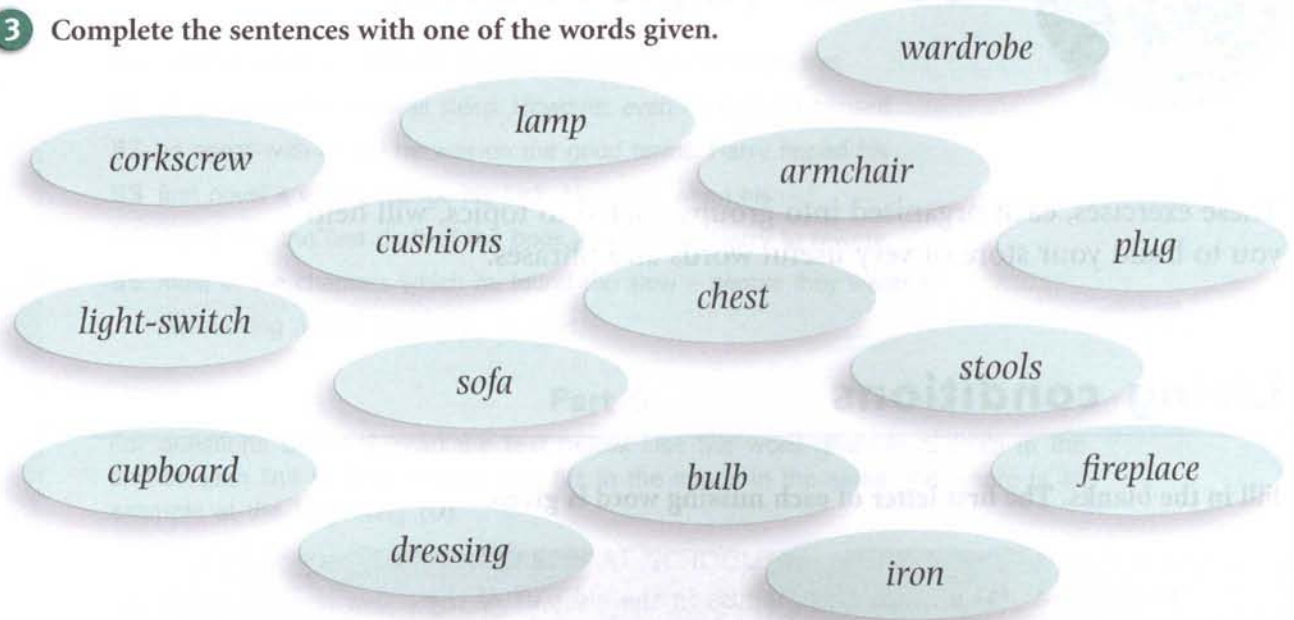 3 Complete the sentences with one of the words given.
wardrobe
lamp
corkscrew
armchair
cushions
plug
chest
light-switch
stools
sofa
cupboard
bulb
fireplace
dressing
iron